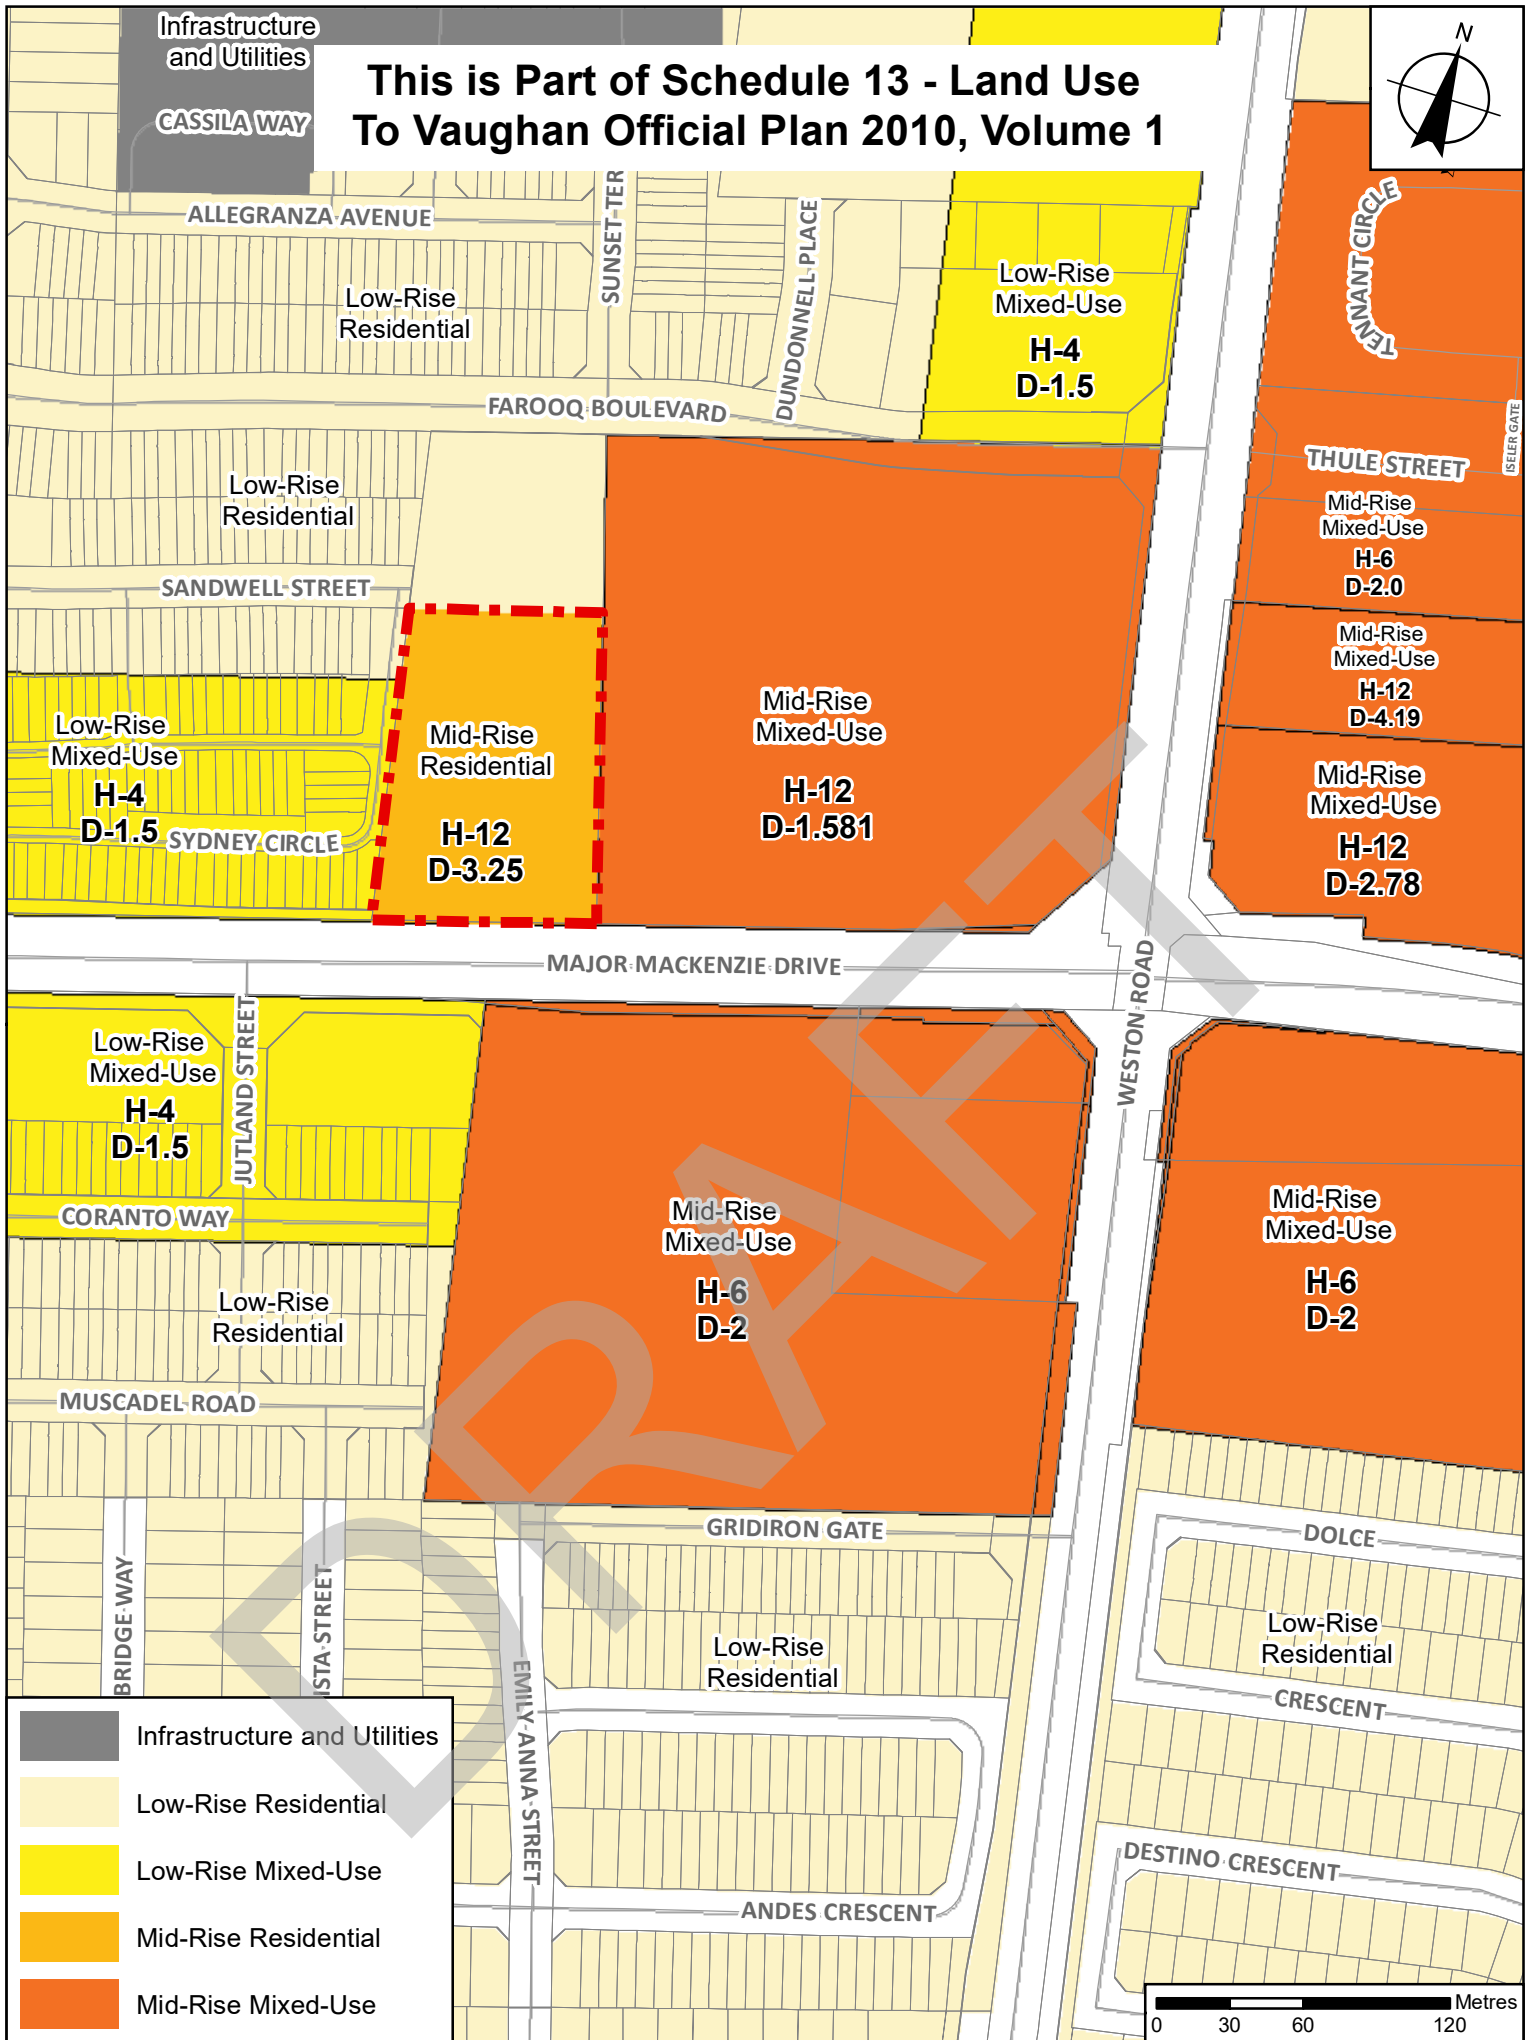 Infrastructure
and Utilities
This is Part of Schedule 13 - Land Use
To Vaughan Official Plan 2010, Volume 1
N
CASSILA WAY
ALLEGRANZA AVENUE
SUNSET TER
DUNDONNELL PLACE
TENNANT CIRCLE
Low-Rise
Residential
Low-Rise
Mixed-Use
H-4
D-1.5
FAROOQ BOULEVARD
ISELER GATE
THULE STREET
Low-Rise
Residential
Mid-Rise
Mixed-Use
H-6
D-2.0
SANDWELL STREET
Mid-Rise
Mixed-Use
H-12
D-4.19
Low-Rise
Mixed-Use
H-4
D-1.5
SYDNEY CIRCLE
Mid-Rise
Residential
H-12
D-3.25
Mid-Rise
Mixed-Use
H-12
D-1.581
Mid-Rise
Mixed-Use
H-12
D-2.78
MAJOR MACKENZIE DRIVE
WESTON ROAD
Low-Rise
Mixed-Use
H-4
D-1.5
JUTLAND STREET
CORANTO WAY
Mid-Rise
Mixed-Use
H-6
D-2
Mid-Rise
Mixed-Use
H-6
D-2
Low-Rise
Residential
MUSCADEL ROAD
DRAFT
GRIDIRON GATE
DOLCE
BRIDGE WAY
ISTA STREET
EMILY ANNA STREET
Low-Rise
Residential
Low-Rise
Residential
CRESCENT
DESTINO CRESCENT
ANDES CRESCENT
Infrastructure and Utilities
Low-Rise Residential
Low-Rise Mixed-Use
Mid-Rise Residential
Mid-Rise Mixed-Use
Metres
0 30 60 120